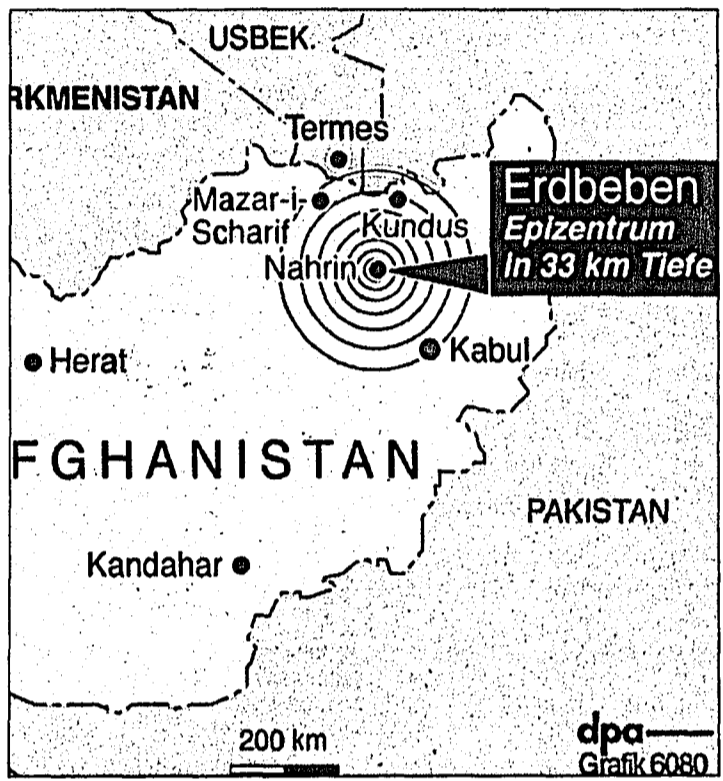 USBEK.
RKMENISTAN
Termes
Mazar-i-
Scharif
Kundus
Nahrin
Erdbeben
Epizentrum
In 33 km Tiefe
Kabul
Herat
FGHANISTAN
PAKISTAN
Kandahar
200 km
dpa
Grafik 6080